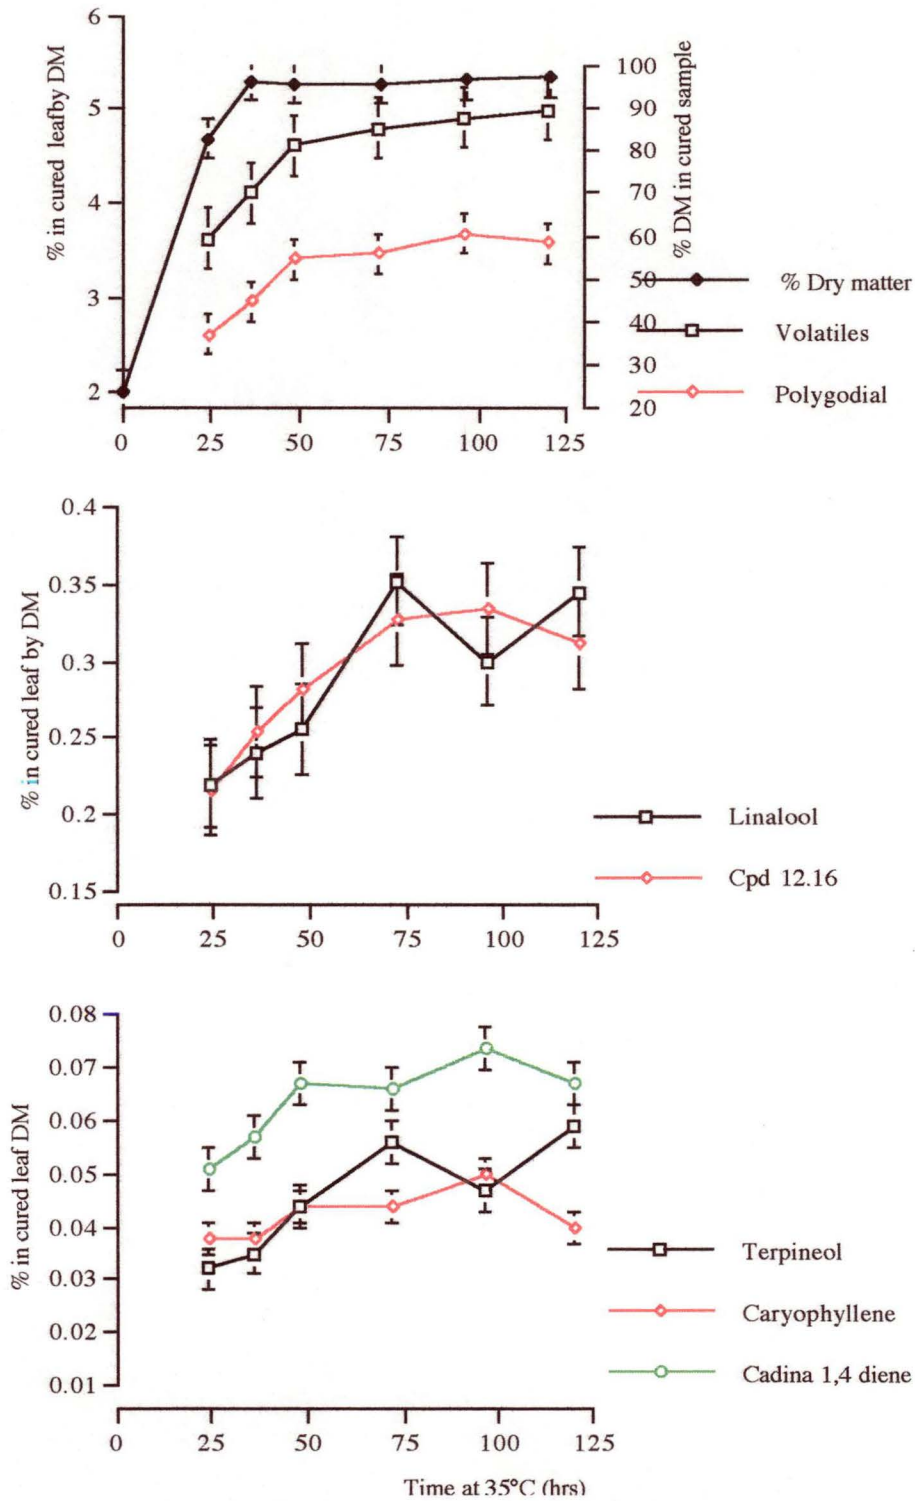 % in cured leafby DM
6
5
4
3
2
0 25 50 75 100 125
100
90
80
70
60
50
40
30
20
% DM in cured sample
% Dry matter
Volatiles
Polygodial
% in cured leaf by DM
0.4
0.35
0.3
0.25
0.2
0.15
0 25 50 75 100 125
Linalool
Cpd 12.16
% in cured leaf DM
0.08
0.07
0.06
0.05
0.04
0.03
0.02
0.01
0 25 50 75 100 125
Terpineol
Caryophyllene
Cadina 1,4 diene
Time at 35°C (hrs)